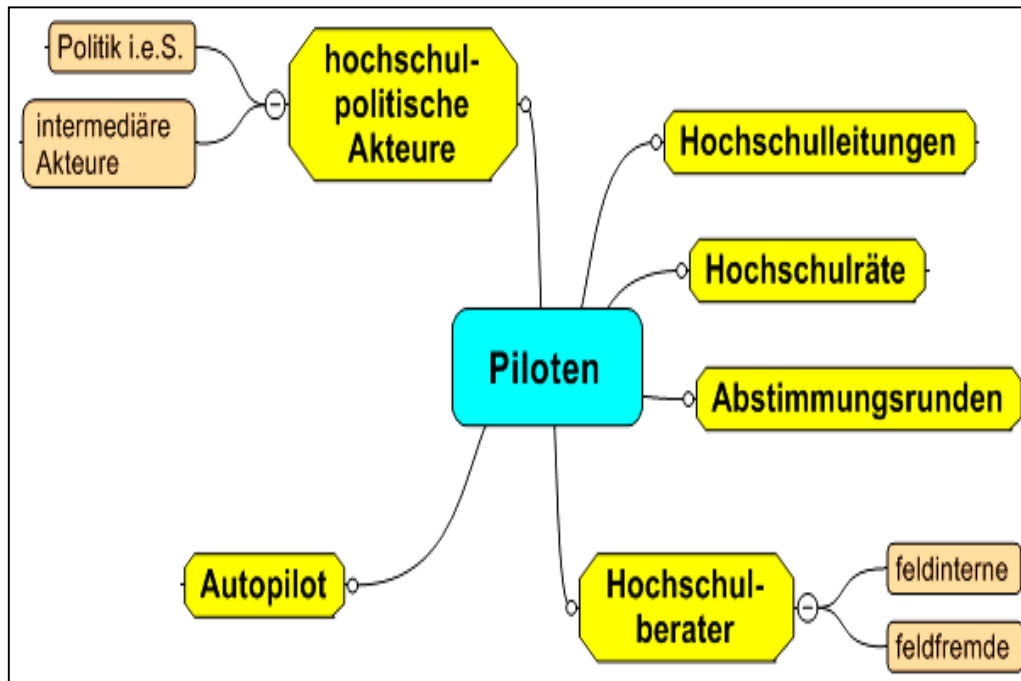 Politik i.e.S.
intermediäre
Akteure
hochschul-
politische
Akteure
Hochschulleitungen
Hochschulräte
Piloten
Abstimmungsrunden
Autopilot
Hochschul-
berater
feldinterne
feldfremde